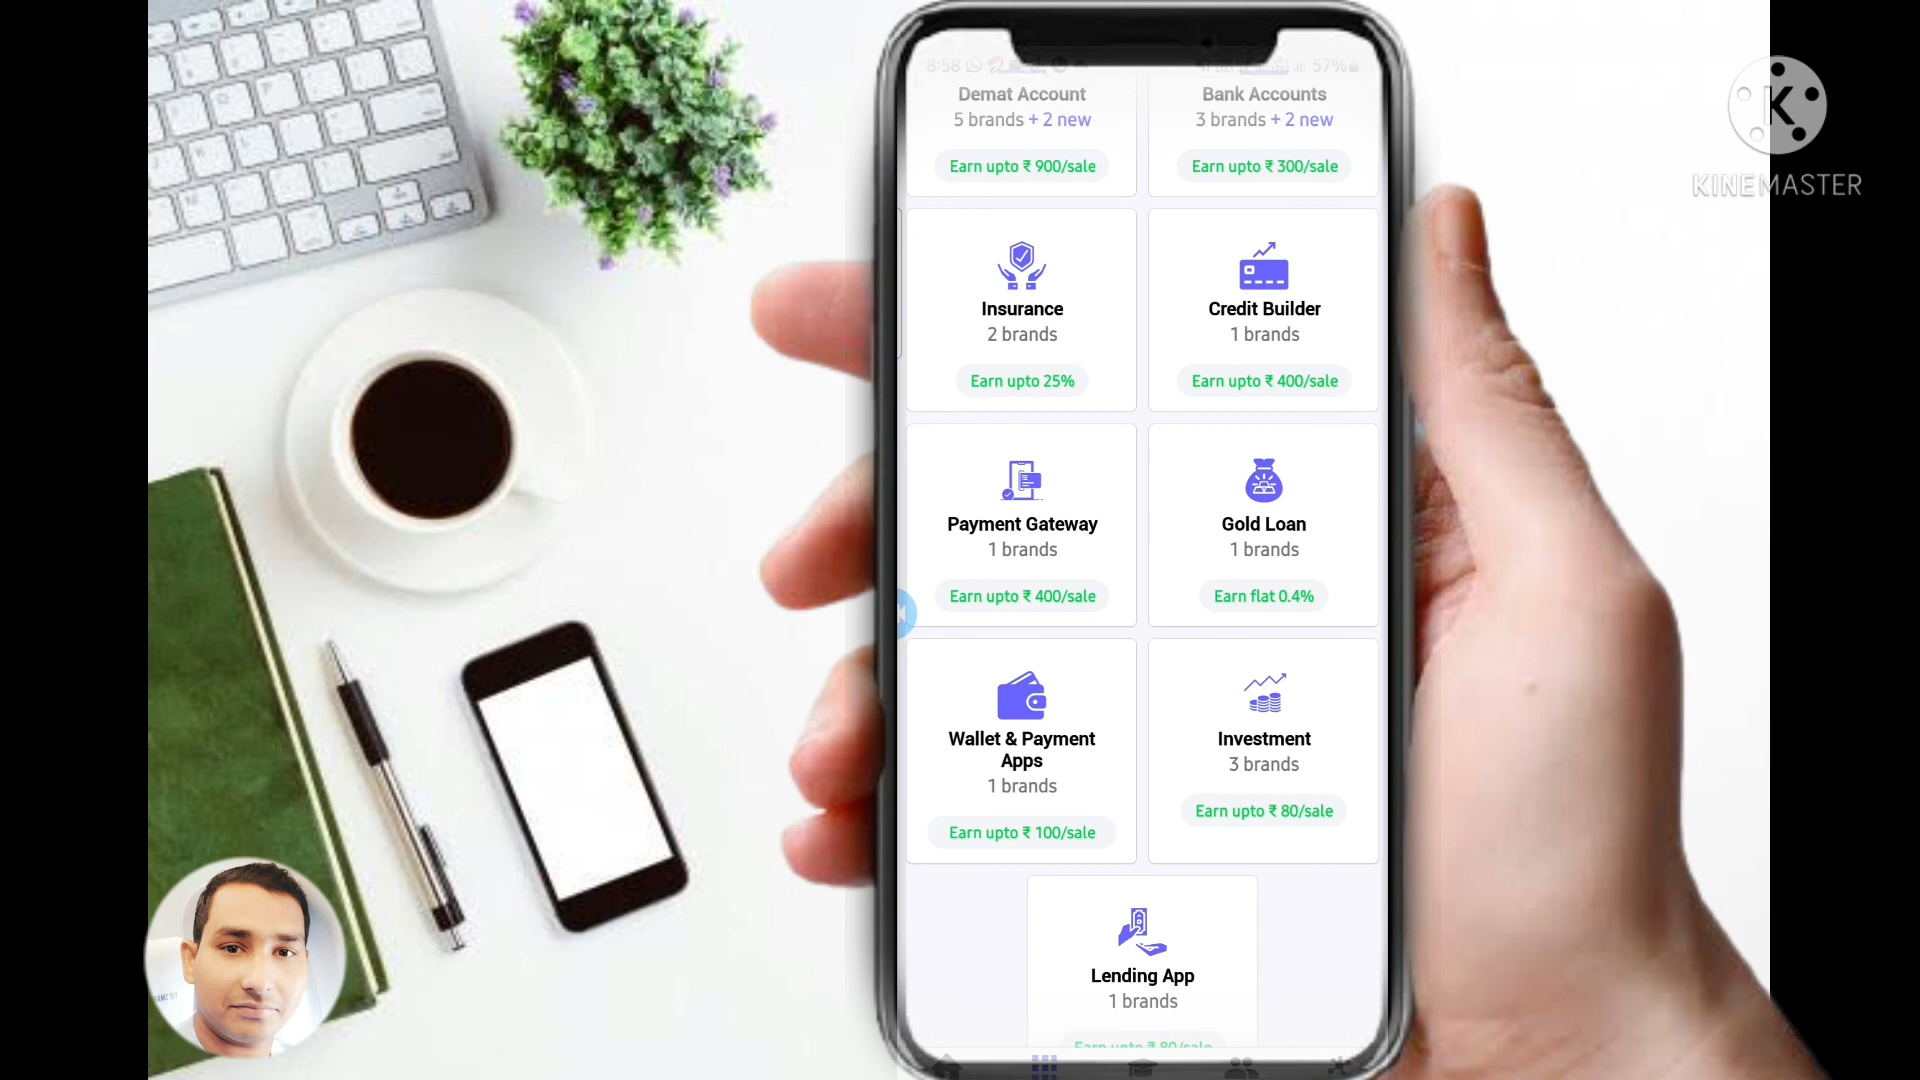 8:58
57%
Demat Account
5 brands + 2 new
Earn upto ₹ 900/sale
Bank Accounts
3 brands + 2 new
Earn upto ₹ 300/sale
Insurance
2 brands
Earn upto 25%
Credit Builder
1 brands
Earn upto ₹ 400/sale
Payment Gateway
1 brands
Earn upto ₹ 400/sale
Gold Loan
1 brands
Earn flat 0.4%
Wallet & Payment
Apps
1 brands
Earn upto ₹ 100/sale
Investment
3 brands
Earn upto ₹ 80/sale
Lending App
1 brands
Earn upto ₹ 80/sale
K
KINEMASTER